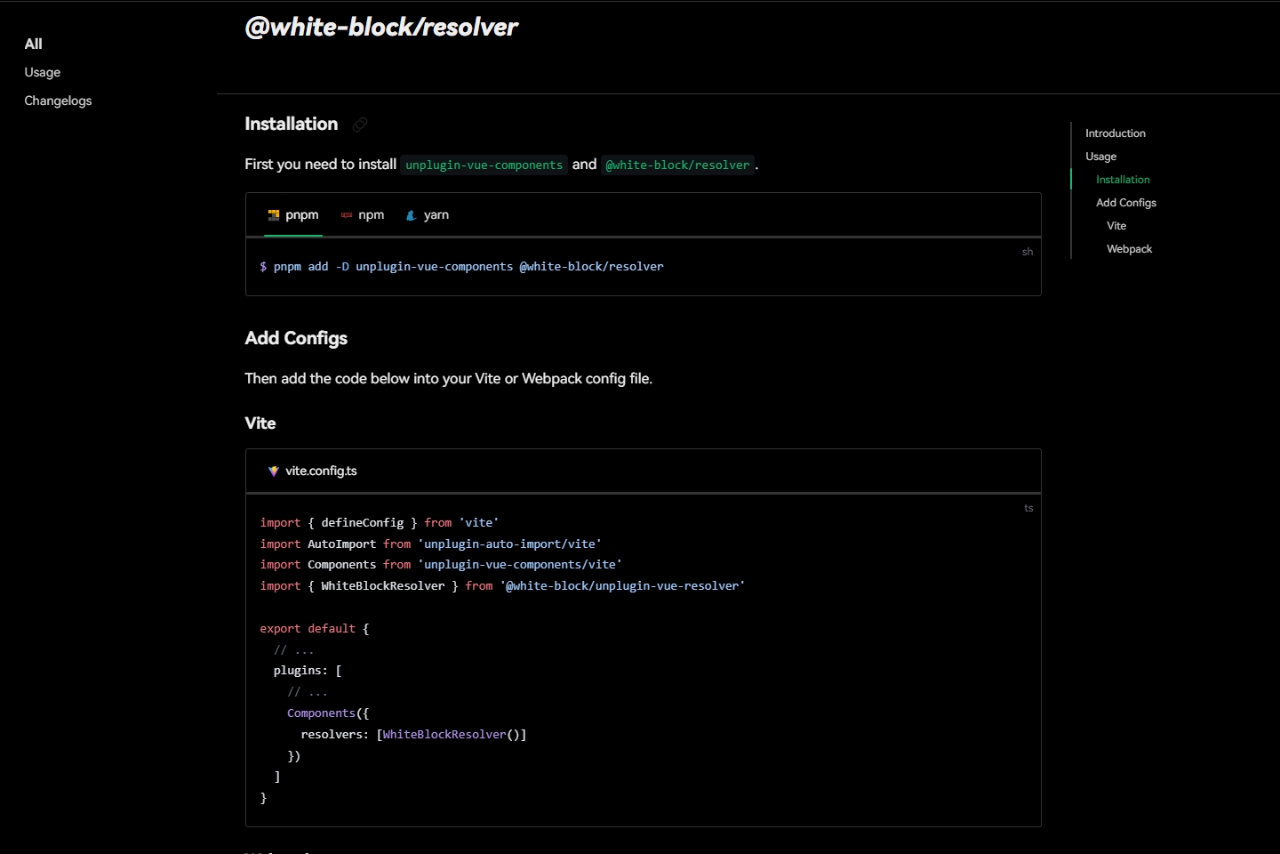 @white-block/resolver
All
Usage
Changelogs
Installation
First you need to install unplugin-vue-components and @white-block/resolver.
pnpm npm yarn
sh
$ pnpm add -D unplugin-vue-components @white-block/resolver
Add Configs
Then add the code below into your Vite or Webpack config file.
Vite
vite.config.ts
ts
import { defineConfig } from 'vite'
import AutoImport from 'unplugin-auto-import/vite'
import Components from 'unplugin-vue-components/vite'
import { WhiteBlockResolver } from '@white-block/unplugin-vue-resolver'
export default {
// ...
plugins: [
// ...
Components({
resolvers: [WhiteBlockResolver()]
})
]
}
Introduction
Usage
Installation
Add Configs
Vite
Webpack